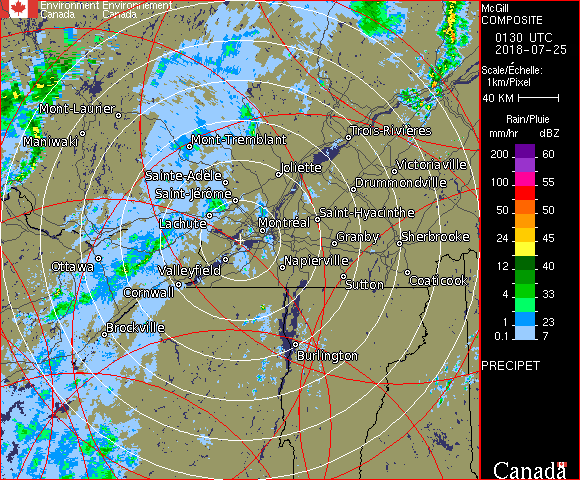 Environment Environnement
Canada Canada
Mont-Laurier
Maniwaki
Mont-Tremblant
Trois-Rivières
Joliette
Victoriaville
Sainte-Adèle
Drummondville
Saint-Jérôme
Lachute
Montréal
Saint-Hyacinthe
Granby
Sherbrooke
Ottawa
Valleyfield
Napierville
Cornwall
Sutton
Coaticook
Brockville
Burlington
McGill
COMPOSITE
0130 UTC
2018-07-25
Scale/Échelle:
1km/Pixel
40 KM
Rain/Pluie
mm/hr dBZ
200 60
100 55
50 50
24 45
12 40
4 33
1 23
0.1 7
PRECIPET
Canada